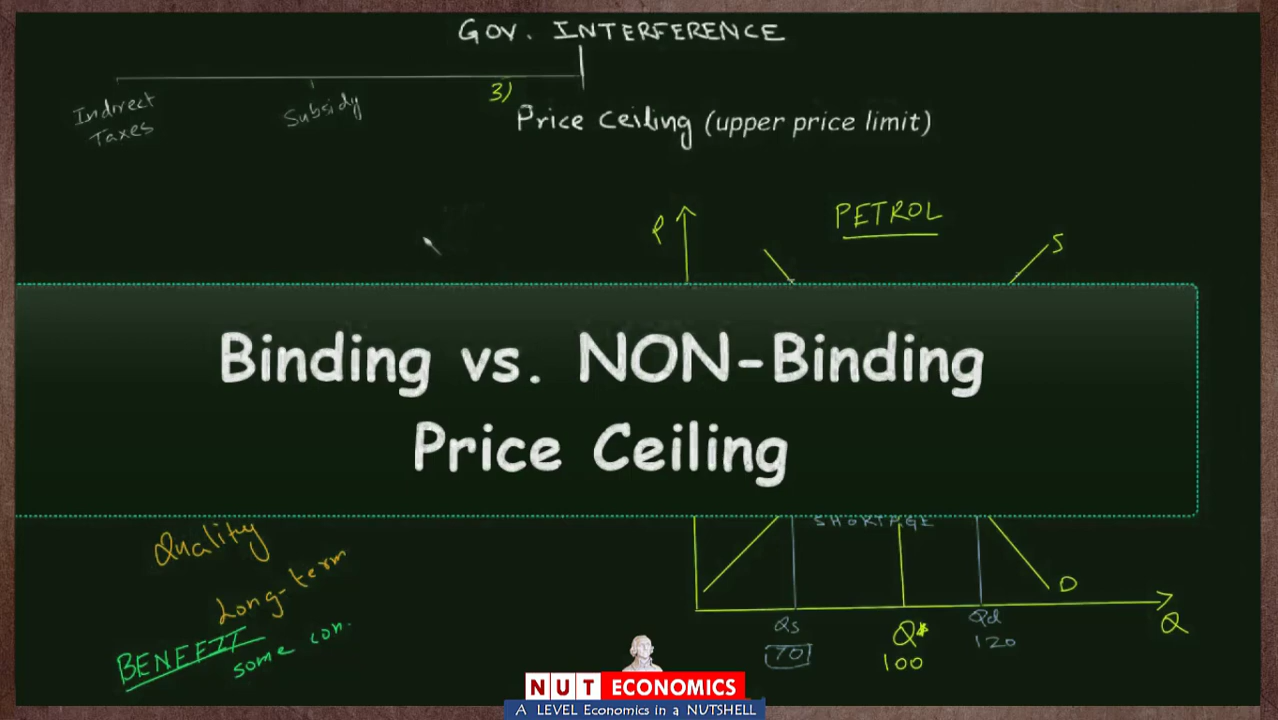 GOV. INTERFERENCE
Indirect
Taxes
Subsidy
3)
Price Ceiling (upper price limit)
P
PETROL
S
Binding vs. NON-Binding
Price Ceiling
SHORTAGE
Quality
Long-term
BENEFIT
some con.
D
Qs
Q*
Qd
Q
70
100
120
NUT ECONOMICS
A LEVEL Economics in a NUTSHELL